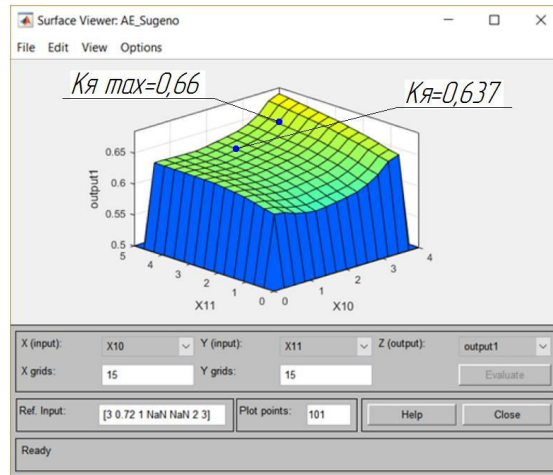 Surface Viewer: AE_Sugeno
File Edit View Options
Kя max=0,66
Kя=0,637
output1
0.65
0.6
0.55
0.5
5
4
3
2
1
0
X11
0
1
2
3
4
X10
X (input): X10 Y (input): X11 Z (output): output1
X grids: 15 Y grids: 15 Evaluate
Ref. Input: [3 0.72 1 NaN NaN 2 3] Plot points: 101 Help Close
Ready